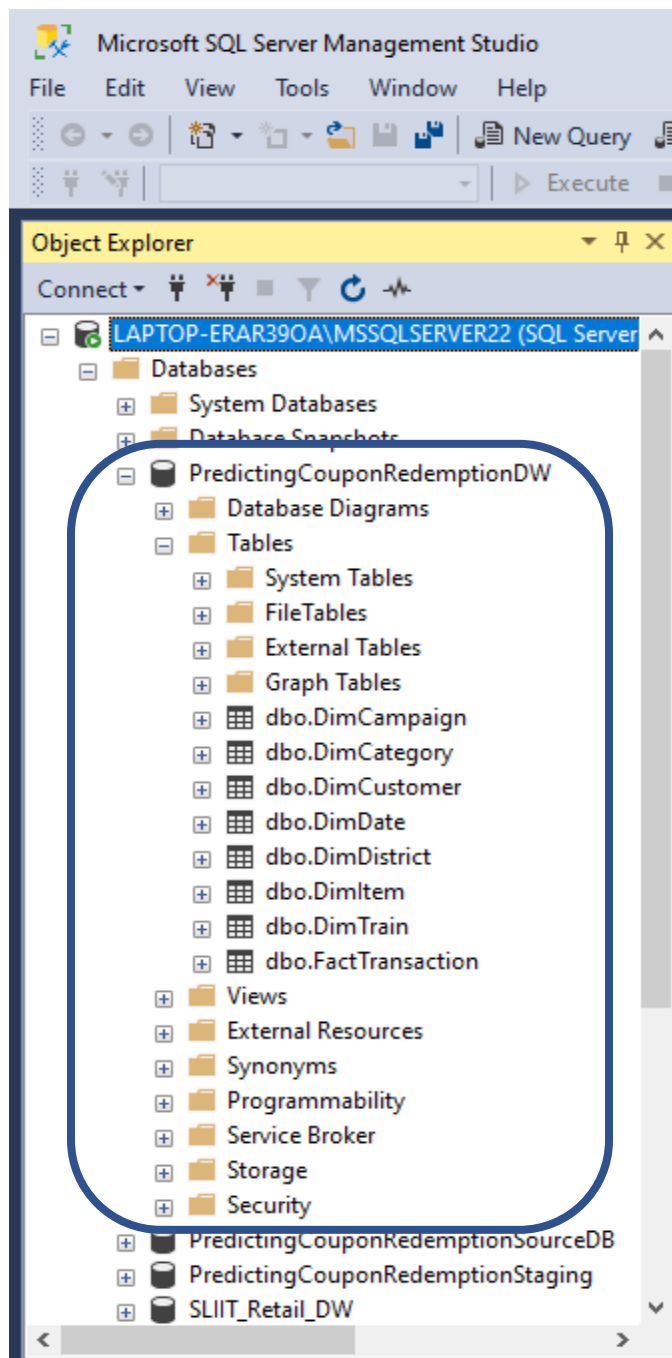 Microsoft SQL Server Management Studio
File Edit View Tools Window Help
New Query
Execute
Object Explorer
Connect
LAPTOP-ERAR39OA\MSSQLSERVER22 (SQL Server
Databases
System Databases
Database Snapshots
PredictingCouponRedemptionDW
Database Diagrams
Tables
System Tables
FileTables
External Tables
Graph Tables
dbo.DimCampaign
dbo.DimCategory
dbo.DimCustomer
dbo.DimDate
dbo.DimDistrict
dbo.DimItem
dbo.DimTrain
dbo.FactTransaction
Views
External Resources
Synonyms
Programmability
Service Broker
Storage
Security
PredictingCouponRedemptionSourceDB
PredictingCouponRedemptionStaging
SLIIT_Retail_DW